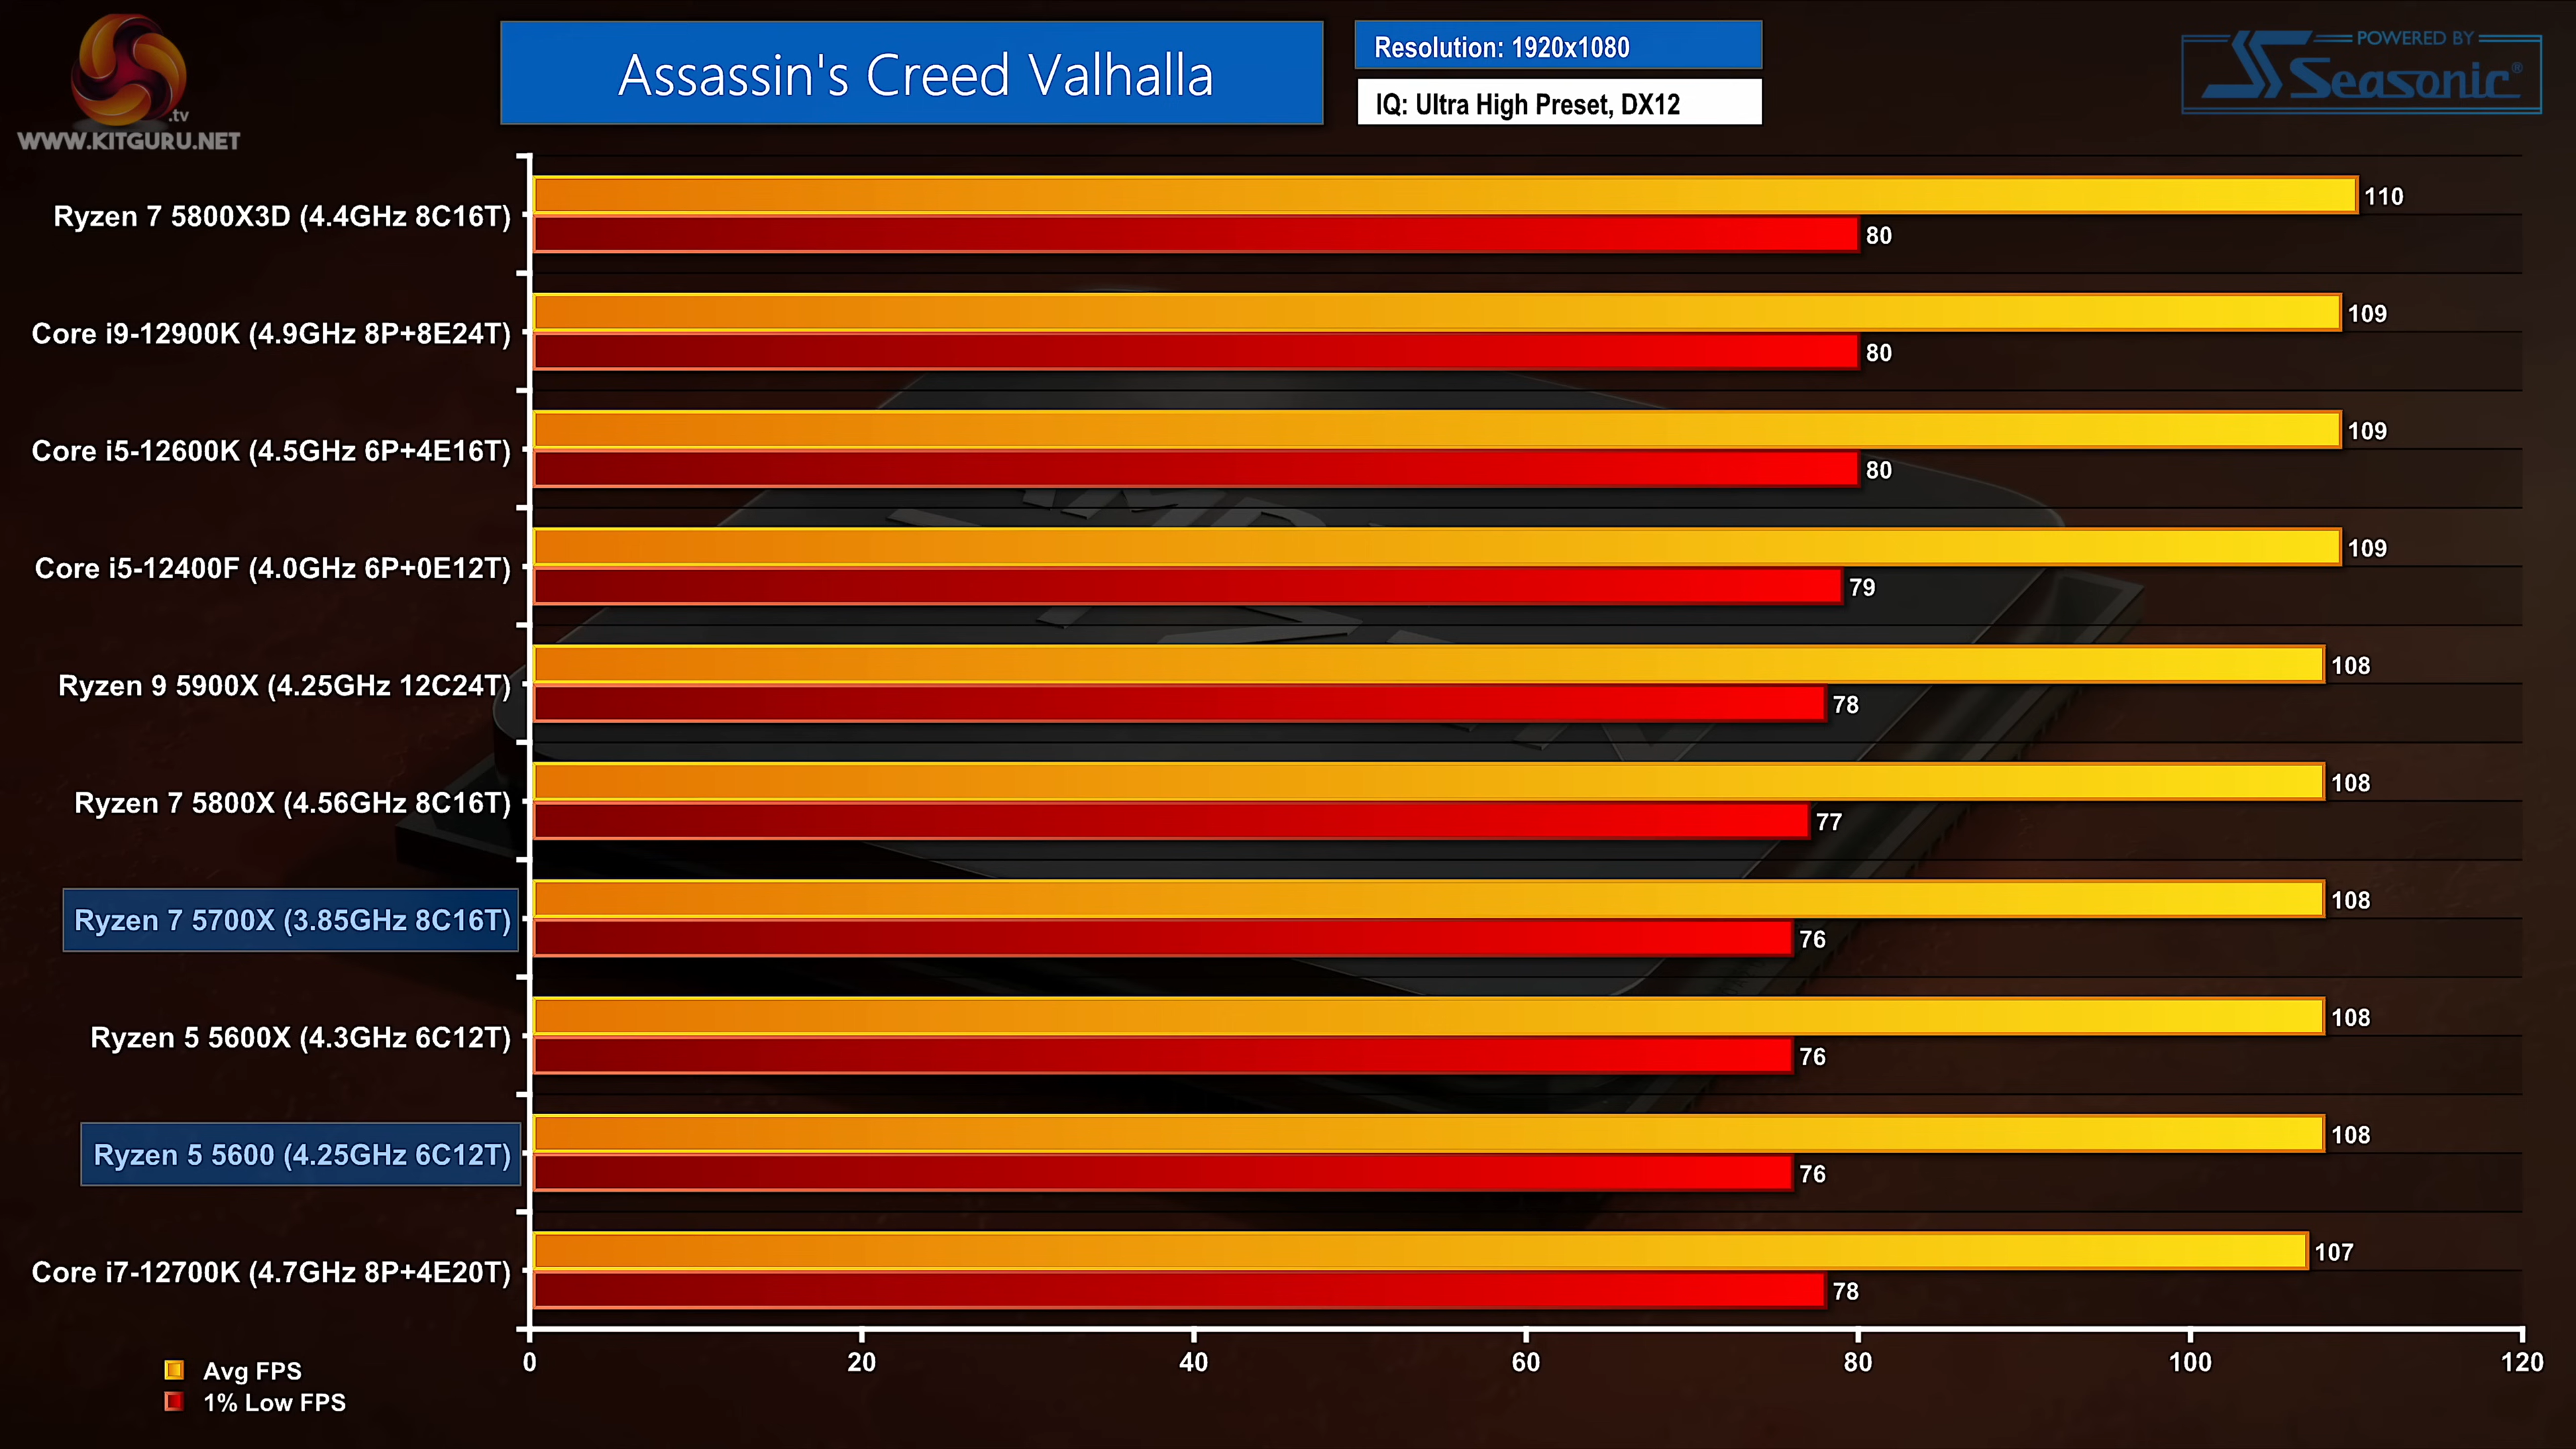 .tv
WWW.KITGURU.NET
Assassin's Creed Valhalla
Resolution: 1920x1080
IQ: Ultra High Preset, DX12
POWERED BY
Seasonic®
Ryzen 7 5800X3D (4.4GHz 8C16T)
110
80
Core i9-12900K (4.9GHz 8P+8E24T)
109
80
Core i5-12600K (4.5GHz 6P+4E16T)
109
80
Core i5-12400F (4.0GHz 6P+0E12T)
109
79
Ryzen 9 5900X (4.25GHz 12C24T)
108
78
Ryzen 7 5800X (4.56GHz 8C16T)
108
77
Ryzen 7 5700X (3.85GHz 8C16T)
108
76
Ryzen 5 5600X (4.3GHz 6C12T)
108
76
Ryzen 5 5600 (4.25GHz 6C12T)
108
76
Core i7-12700K (4.7GHz 8P+4E20T)
107
78
0 20 40 60 80 100 120
Avg FPS
1% Low FPS